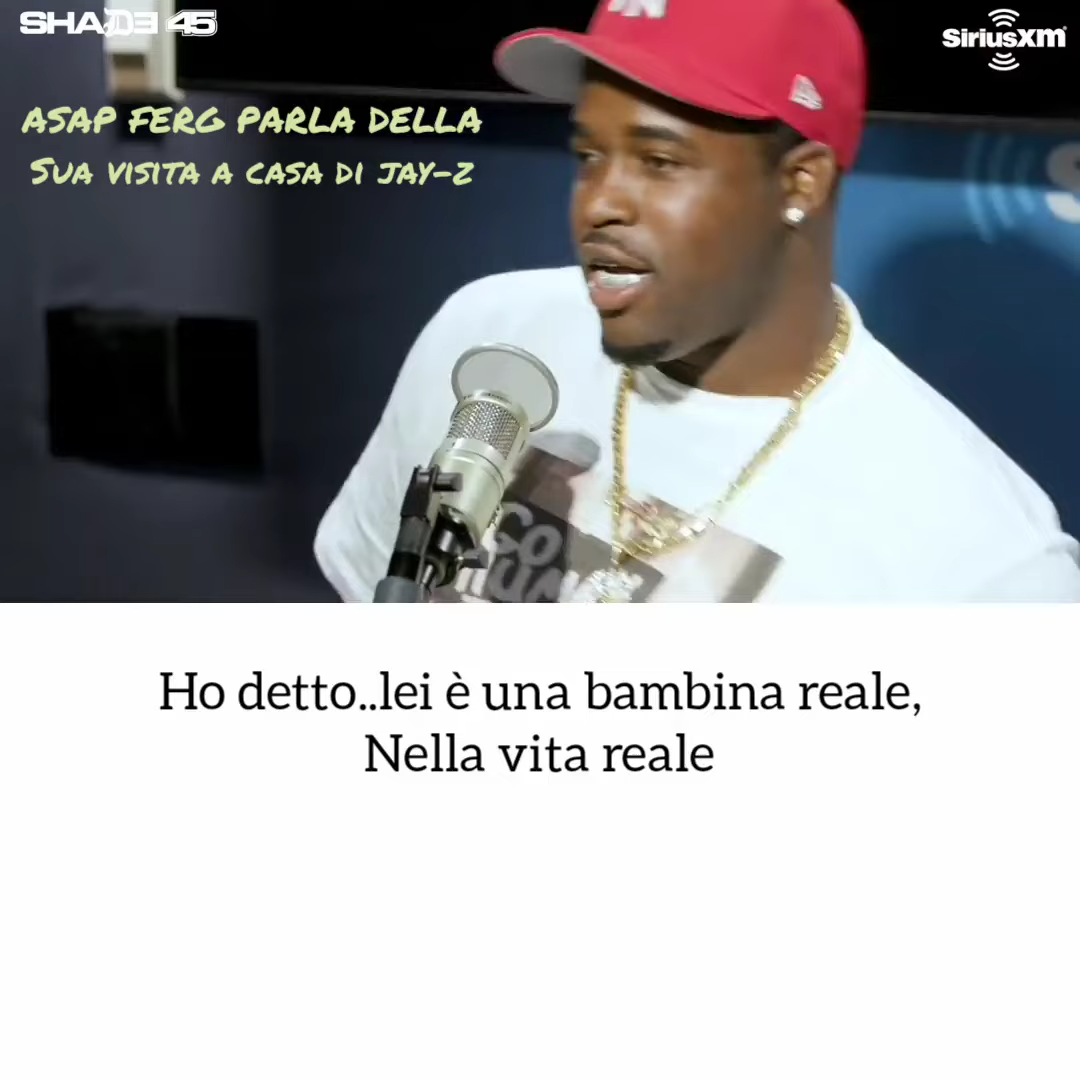 SHADE 45
SiriusXM
ASAP FERG PARLA DELLA
SUA VISITA A CASA DI JAY-Z
GO
Ho detto..lei è una bambina reale,
Nella vita reale